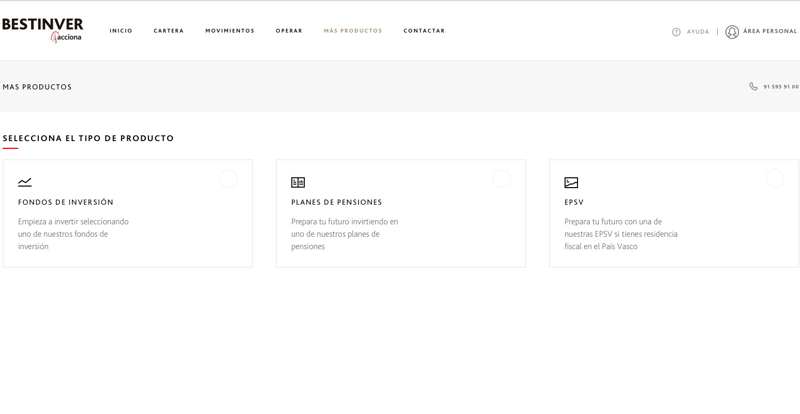 BESTINVER
acciona
INICIO
CARTERA
MOVIMIENTOS
OPERAR
MÁS PRODUCTOS
CONTACTAR
AYUDA
ÁREA PERSONAL
MAS PRODUCTOS
91 595 91 00
SELECCIONA EL TIPO DE PRODUCTO
FONDOS DE INVERSIÓN
Empieza a invertir seleccionando
uno de nuestros fondos de
inversión
PLANES DE PENSIONES
Prepara tu futuro invirtiendo en
uno de nuestros planes de
pensiones
EPSV
Prepara tu futuro con una de
nuestras EPSV si tienes residencia
fiscal en el País Vasco